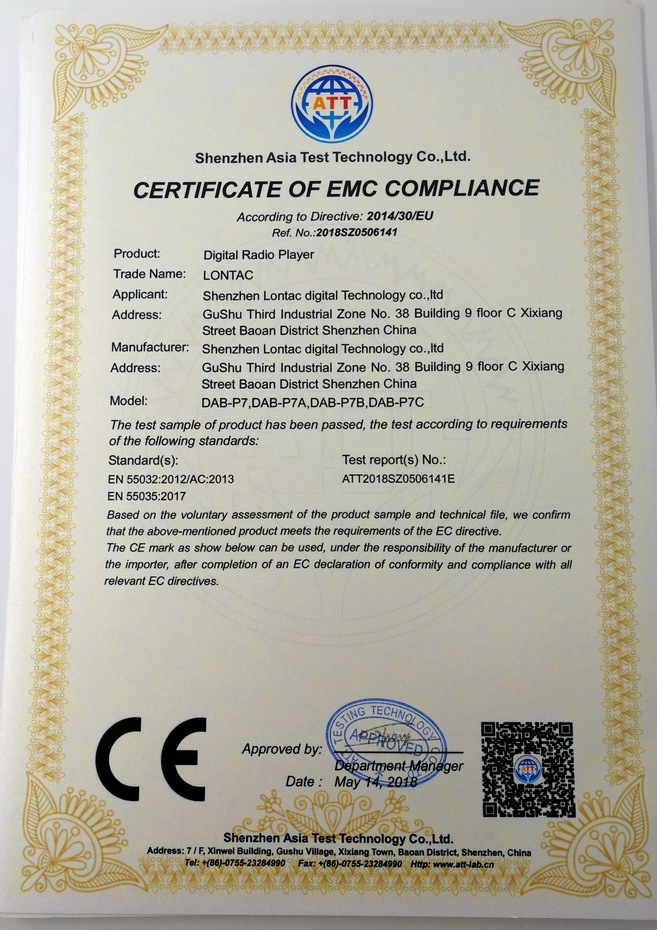 ATT
Shenzhen Asia Test Technology Co.,Ltd.
CERTIFICATE OF EMC COMPLIANCE
According to Directive: 2014/30/EU
Ref. No.:2018SZ0506141
Product: Digital Radio Player
Trade Name: LONTAC
Applicant: Shenzhen Lontac digital Technology co.,ltd
Address: GuShu Third Industrial Zone No. 38 Building 9 floor C Xixiang
Street Baoan District Shenzhen China
Manufacturer: Shenzhen Lontac digital Technology co.,ltd
Address: GuShu Third Industrial Zone No. 38 Building 9 floor C Xixiang
Street Baoan District Shenzhen China
Model: DAB-P7,DAB-P7A,DAB-P7B,DAB-P7C
The test sample of product has been passed, the test according to requirements
of the following standards:
Standard(s): Test report(s) No.:
EN 55032:2012/AC:2013 ATT2018SZ0506141E
EN 55035:2017
Based on the voluntary assessment of the product sample and technical file, we confirm
that the above-mentioned product meets the requirements of the EC directive.
The CE mark as show below can be used, under the responsibility of the manufacturer or
the importer, after completion of an EC declaration of conformity and compliance with all
relevant EC directives.
CE
TESTING TECHNOLOGY
APPROVED
Approved by:
Department Manager
Date : May 14, 2018
ATT
Shenzhen Asia Test Technology Co.,Ltd.
Address: 7 / F, Xinwei Building, Gushu Village, Xixiang Town, Baoan District, Shenzhen, China
Tel: +(86)-0755-23284990 Fax: +(86)-0755-23284990 Http: www.att-lab.cn